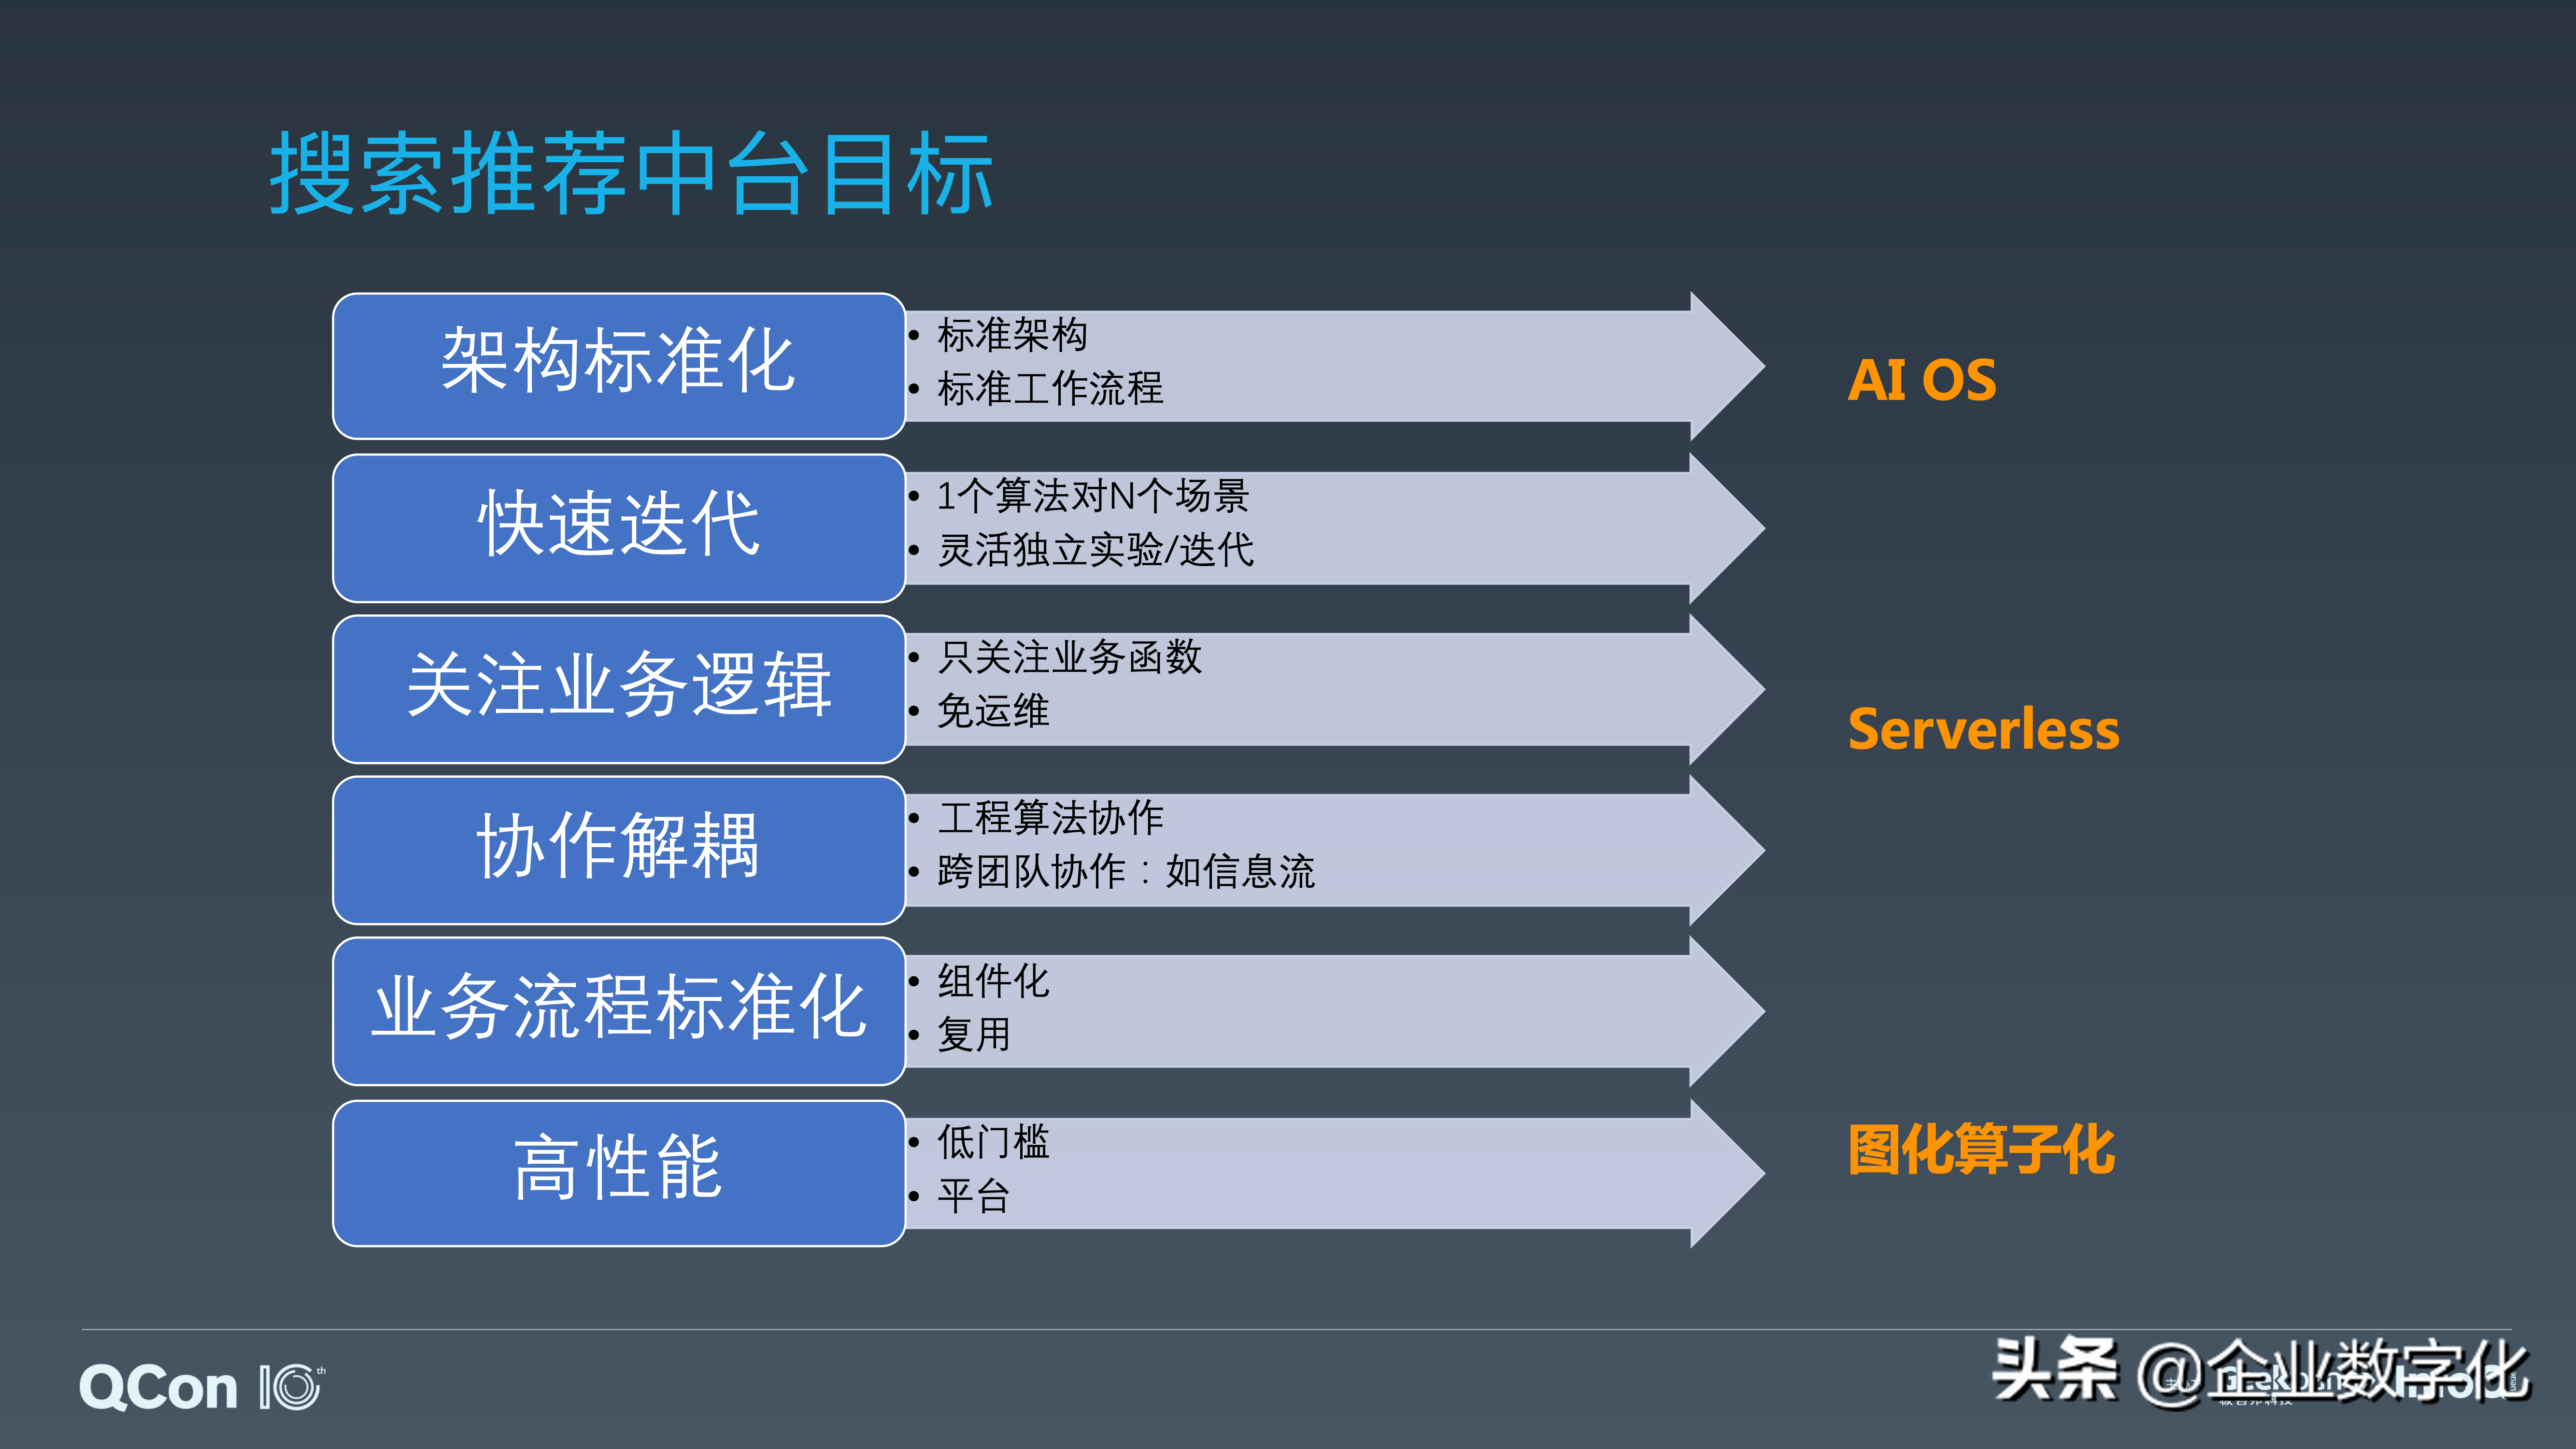 搜索推荐中台目标
架构标准化
• 标准架构
• 标准工作流程
AI OS
快速迭代
• 1个算法对N个场景
• 灵活独立实验/迭代
关注业务逻辑
• 只关注业务函数
• 免运维
Serverless
协作解耦
• 工程算法协作
• 跨团队协作：如信息流
业务流程标准化
• 组件化
• 复用
高性能
• 低门槛
• 平台
图化算子化
QCon 10th
头条 @企业数字化